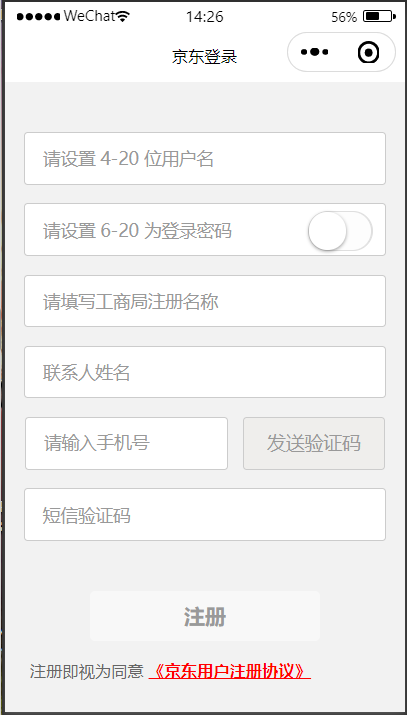 WeChat 14:26 56%
京东登录
请设置 4-20 位用户名
请设置 6-20 为登录密码
请填写工商局注册名称
联系人姓名
请输入手机号 发送验证码
短信验证码
注册
注册即视为同意 《京东用户注册协议》